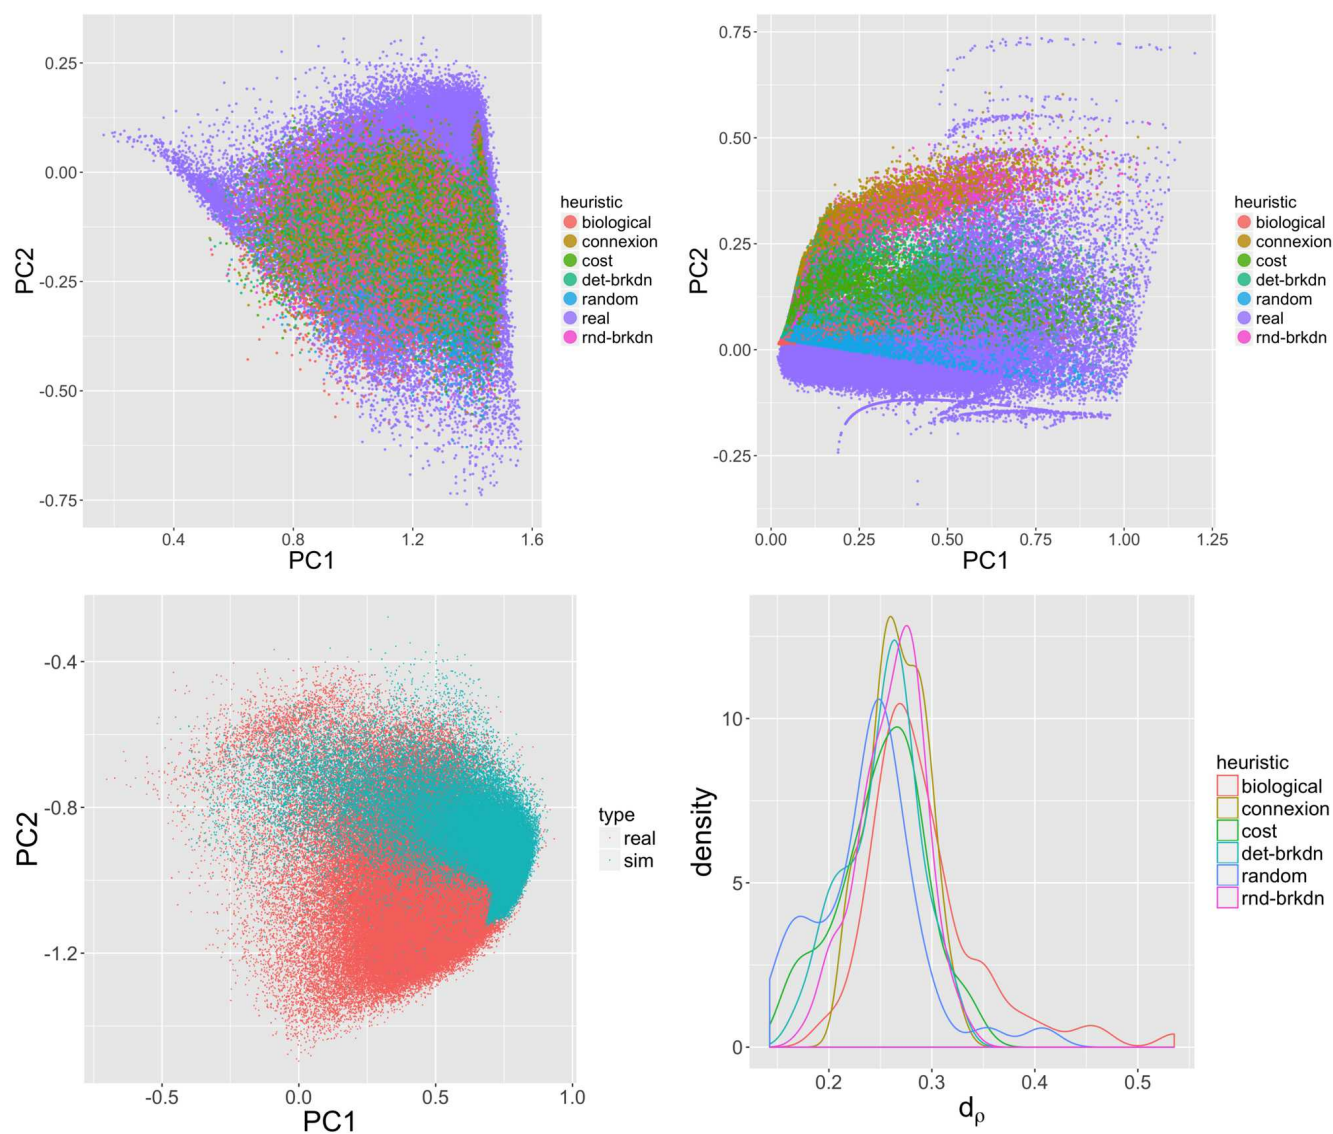 0.25
0.00
-0.25
-0.50
-0.75
PC2
0.4
0.8
1.2
1.6
PC1
heuristic
biological
connexion
cost
det-brkdn
random
real
rnd-brkdn
0.75
0.50
0.25
0.00
-0.25
PC2
0.00
0.25
0.50
0.75
1.00
1.25
PC1
heuristic
biological
connexion
cost
det-brkdn
random
real
rnd-brkdn
-0.4
-0.8
-1.2
PC2
-0.5
0.0
0.5
1.0
PC1
type
real
sim
10
5
0
density
0.2
0.3
0.4
0.5
dρ
heuristic
biological
connexion
cost
det-brkdn
random
rnd-brkdn